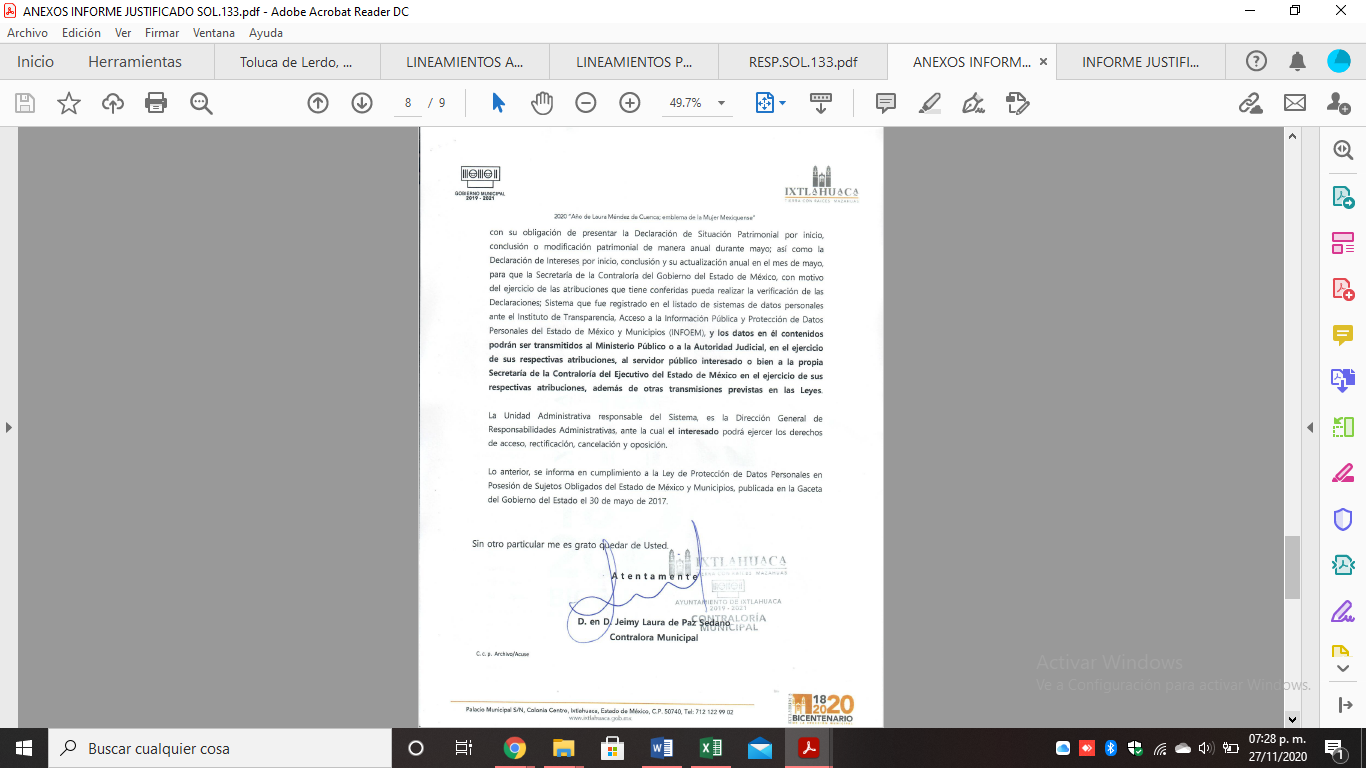 ANEXOS INFORME JUSTIFICADO SOL.133.pdf - Adobe Acrobat Reader DC
Archivo Edición Ver Firmar Ventana Ayuda
Inicio Herramientas Toluca de Lerdo, ... LINEAMIENTOS A... LINEAMIENTOS P... RESP.SOL.133.pdf ANEXOS INFORM... × INFORME JUSTIFI...
8 / 9 49.7%
GOBIERNO MUNICIPAL
2019 - 2021
IXTLAHUACA
TIERRA CON RAÍCES MAZAHUAS
2020 "Año de Laura Méndez de Cuenca; emblema de la Mujer Mexiquense"
con su obligación de presentar la Declaración de Situación Patrimonial por inicio,
conclusión o modificación patrimonial de manera anual durante mayo; así como la
Declaración de Intereses por inicio, conclusión y su actualización anual en el mes de mayo,
para que la Secretaría de la Contraloría del Gobierno del Estado de México, con motivo
del ejercicio de las atribuciones que tiene conferidas pueda realizar la verificación de las
Declaraciones; Sistema que fue registrado en el listado de sistemas de datos personales
ante el Instituto de Transparencia, Acceso a la Información Pública y Protección de Datos
Personales del Estado de México y Municipios (INFOEM), y los datos en él contenidos
podrán ser transmitidos al Ministerio Público o a la Autoridad Judicial, en el ejercicio
de sus respectivas atribuciones, al servidor público interesado o bien a la propia
Secretaría de la Contraloría del Ejecutivo del Estado de México en el ejercicio de sus
respectivas atribuciones, además de otras transmisiones previstas en las Leyes.
La Unidad Administrativa responsable del Sistema, es la Dirección General de
Responsabilidades Administrativas, ante la cual el interesado podrá ejercer los derechos
de acceso, rectificación, cancelación y oposición.
Lo anterior, se informa en cumplimiento a la Ley de Protección de Datos Personales en
Posesión de Sujetos Obligados del Estado de México y Municipios, publicada en la Gaceta
del Gobierno del Estado el 30 de mayo de 2017.
Sin otro particular me es grato quedar de Usted.
IXTLAHUACA
TIERRA CON RAÍCES MAZAHUAS
Atentamente
AYUNTAMIENTO DE IXTLAHUACA
2019 - 2021
CONTRALORÍA
MUNICIPAL
D. en D. Jeimy Laura de Paz Sedano
Contralora Municipal
C. c. p. Archivo/Acuse
Palacio Municipal S/N, Colonia Centro, Ixtlahuaca, Estado de México, C.P. 50740, Tel: 712 122 99 02
www.ixtlahuaca.gob.mx
18 20 20
BICENTENARIO
Activar Windows
Ve a Configuración para activar Windows.
Buscar cualquier cosa
07:28 p. m.
27/11/2020
1